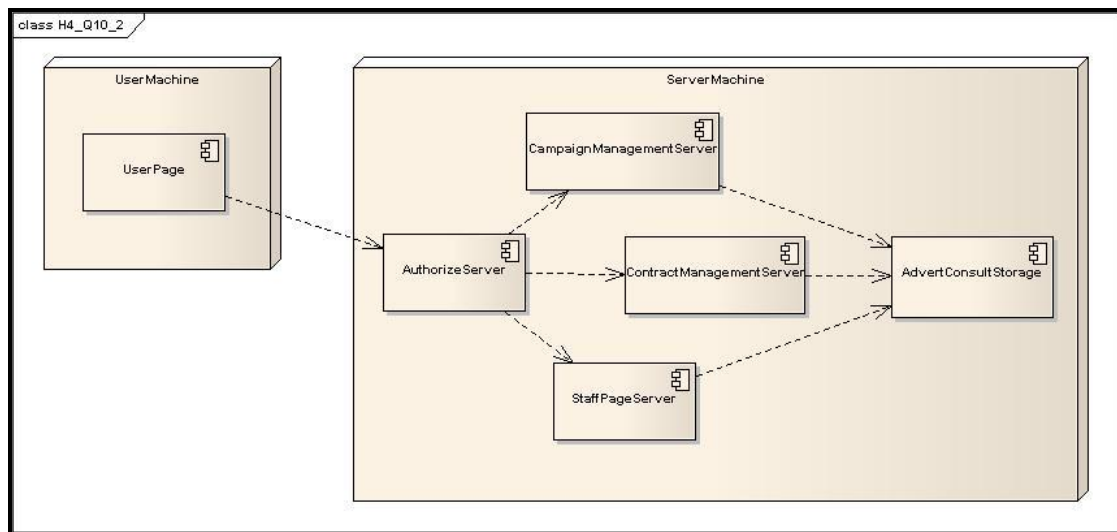 class H4_Q10_2
UserMachine
ServerMachine
UserPage
CampaignManagementServer
AuthorizeServer
ContractManagementServer
AdvertConsultStorage
StaffPageServer